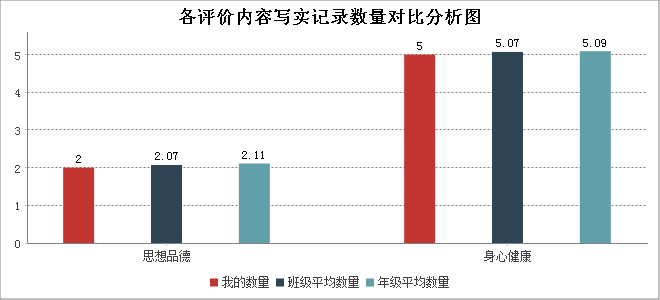 各评价内容写实记录数量对比分析图
5
4
3
2
1
0
2
2.07
2.11
5
5.07
5.09
思想品德
身心健康
我的数量
班级平均数量
年级平均数量